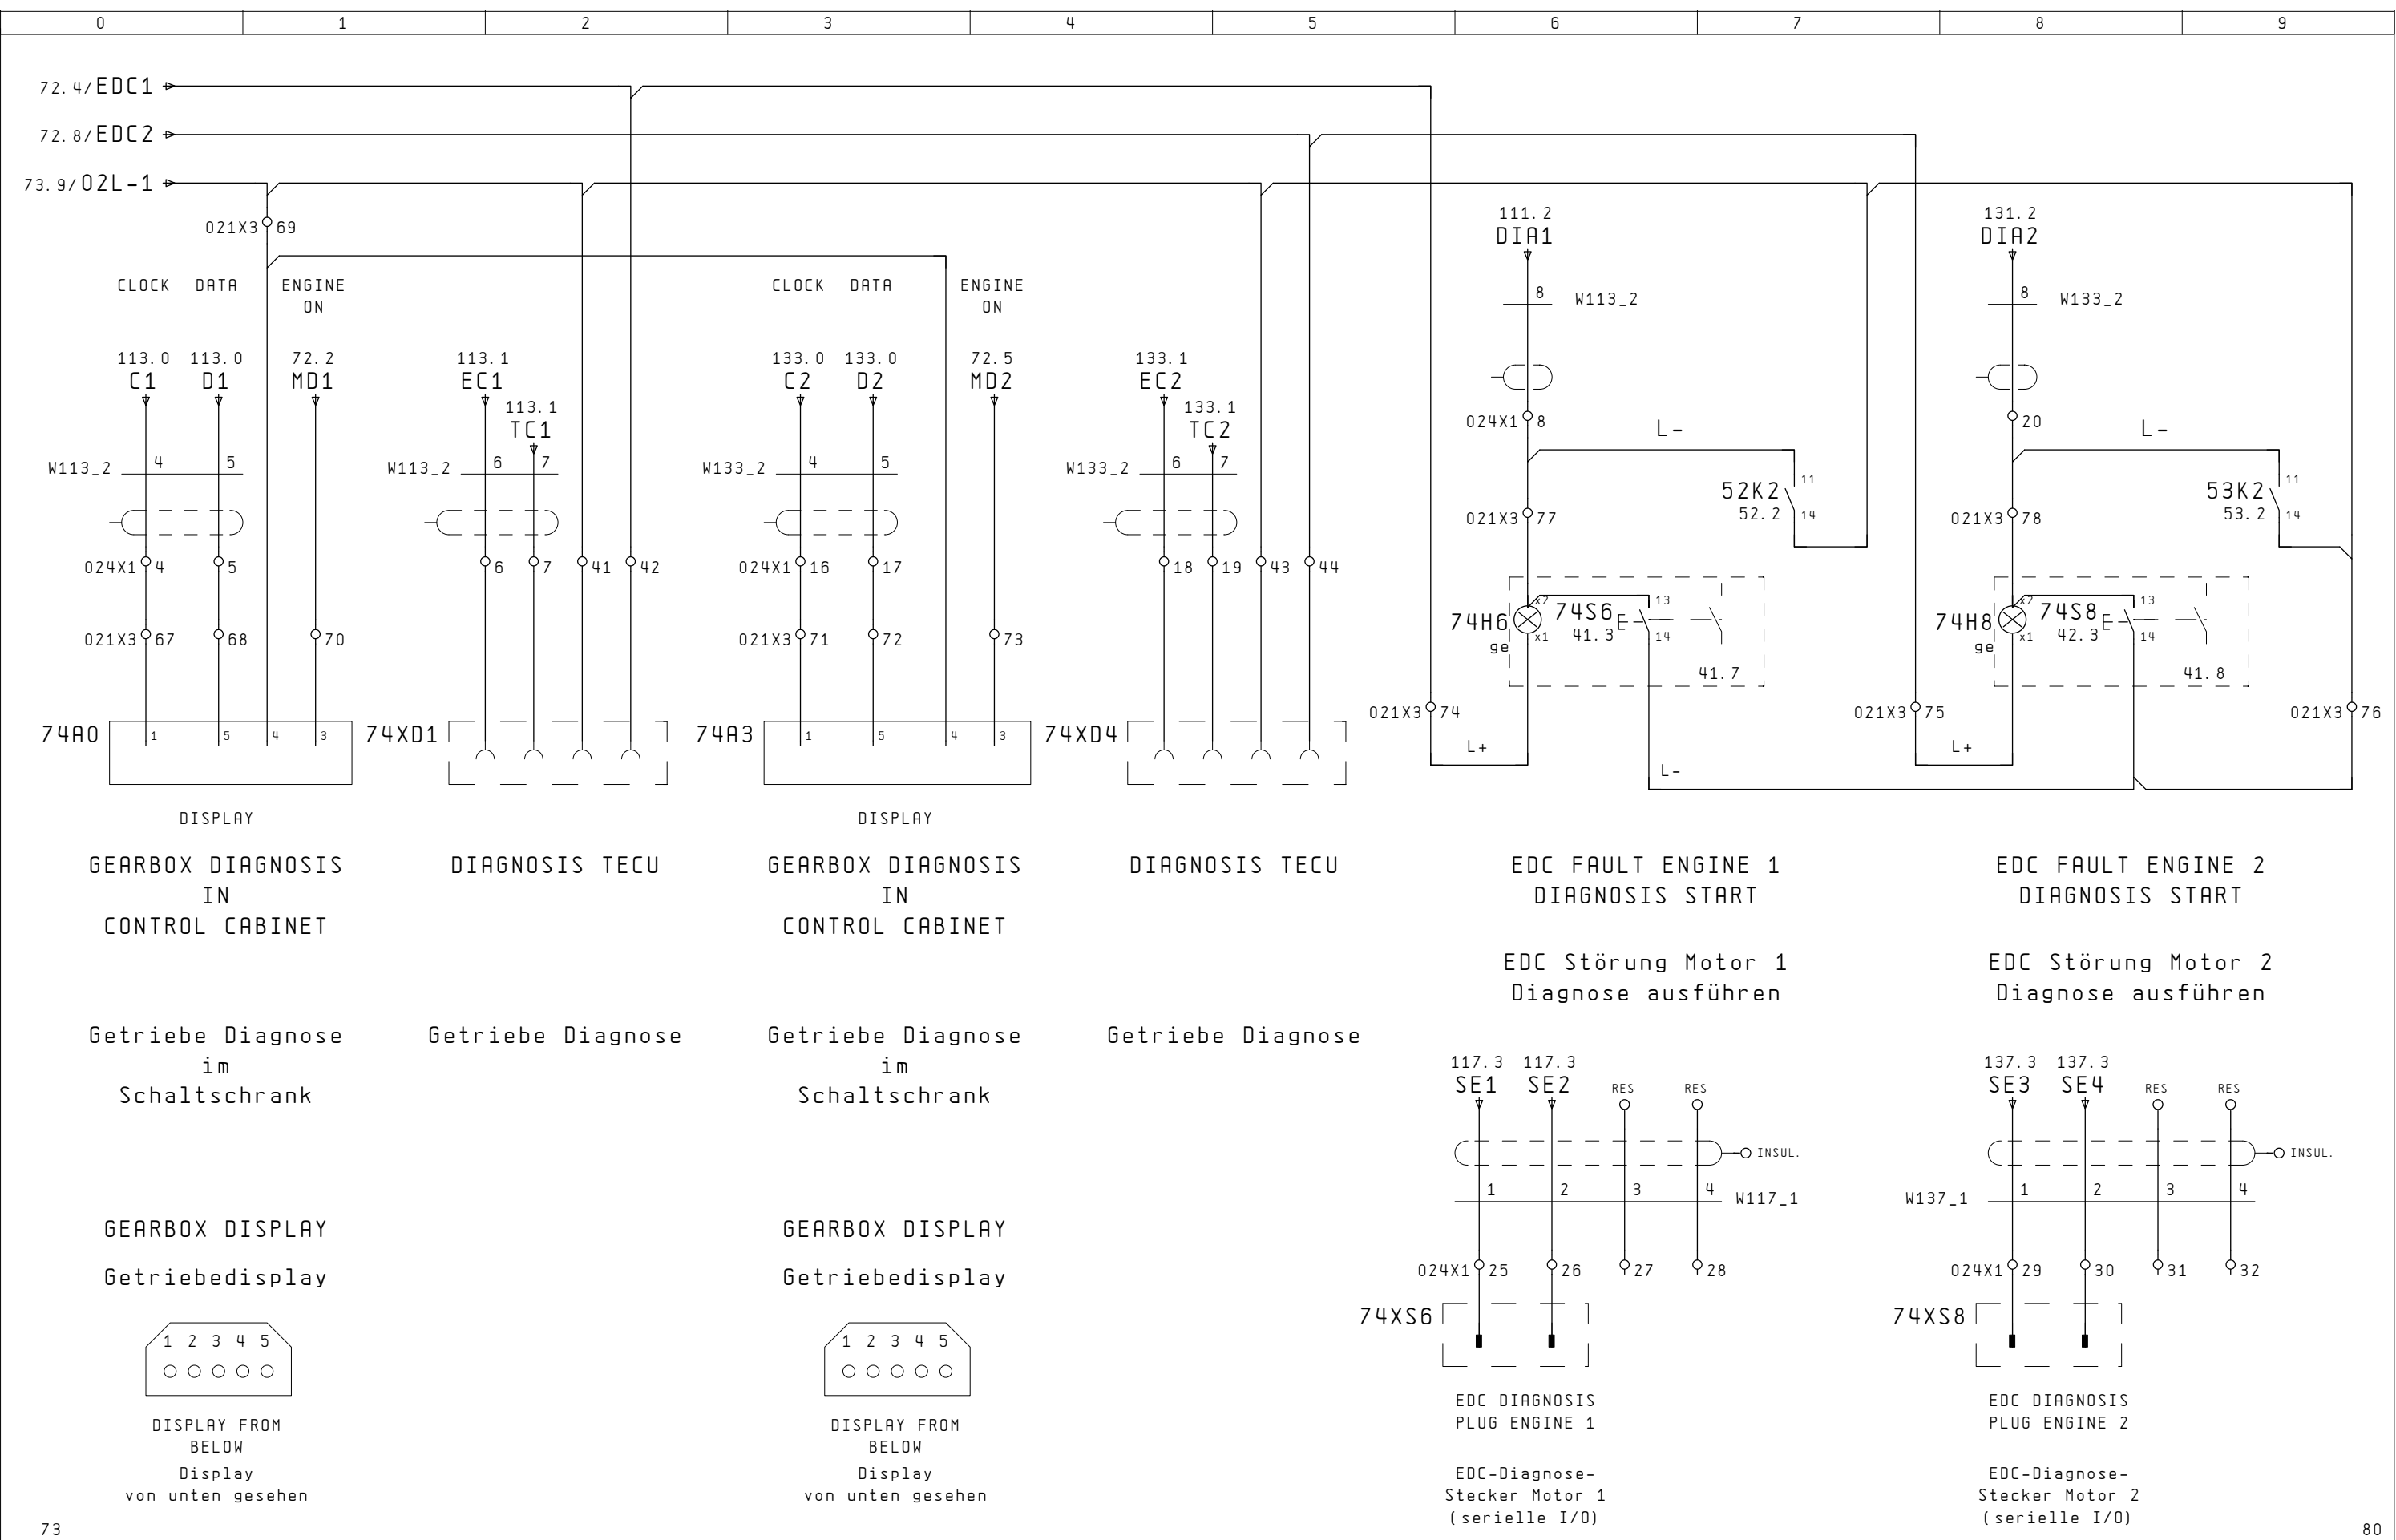 0 1 2 3 4 5 6 7 8 9
72.4/EDC1
72.8/EDC2
73.9/02L-1
021X3 69
CLOCK DATA ENGINE
ON
113.0 113.0 72.2
C1 D1 MD1
W113_2 4 5
024X1 4 5
021X3 67 68 70
74A0 1 5 4 3
DISPLAY
GEARBOX DIAGNOSIS
IN
CONTROL CABINET
Getriebe Diagnose
im
Schaltschrank
GEARBOX DISPLAY
Getriebedisplay
1 2 3 4 5
DISPLAY FROM
BELOW
Display
von unten gesehen
113.1
EC1
113.1
TC1
W113_2 6 7
6 7 41 42
74XD1
DIAGNOSIS TECU
Getriebe Diagnose
CLOCK DATA ENGINE
ON
133.0 133.0 72.5
C2 D2 MD2
W133_2 4 5
024X1 16 17
021X3 71 72 73
74A3 1 5 4 3
DISPLAY
GEARBOX DIAGNOSIS
IN
CONTROL CABINET
Getriebe Diagnose
im
Schaltschrank
GEARBOX DISPLAY
Getriebedisplay
1 2 3 4 5
DISPLAY FROM
BELOW
Display
von unten gesehen
133.1
EC2
133.1
TC2
W133_2 6 7
18 19 43 44
74XD4
DIAGNOSIS TECU
Getriebe Diagnose
111.2
DIA1
8 W113_2
024X1 8
L-
52K2 11
52.2 14
021X3 77
74H6 x2 74S6 13
x1 41.3 14
ge
41.7
021X3 74
L+
L-
EDC FAULT ENGINE 1
DIAGNOSIS START
EDC Störung Motor 1
Diagnose ausführen
117.3 117.3
SE1 SE2 RES RES
INSUL.
1 2 3 4 W117_1
024X1 25 26 27 28
74XS6
EDC DIAGNOSIS
PLUG ENGINE 1
EDC-Diagnose-
Stecker Motor 1
(serielle I/O)
131.2
DIA2
8 W133_2
20
L-
53K2 11
53.2 14
021X3 78
74H8 x2 74S8 13
x1 42.3 14
ge
41.8
021X3 75
021X3 76
L+
EDC FAULT ENGINE 2
DIAGNOSIS START
EDC Störung Motor 2
Diagnose ausführen
137.3 137.3
SE3 SE4 RES RES
INSUL.
W137_1 1 2 3 4
024X1 29 30 31 32
74XS8
EDC DIAGNOSIS
PLUG ENGINE 2
EDC-Diagnose-
Stecker Motor 2
(serielle I/O)
73
80